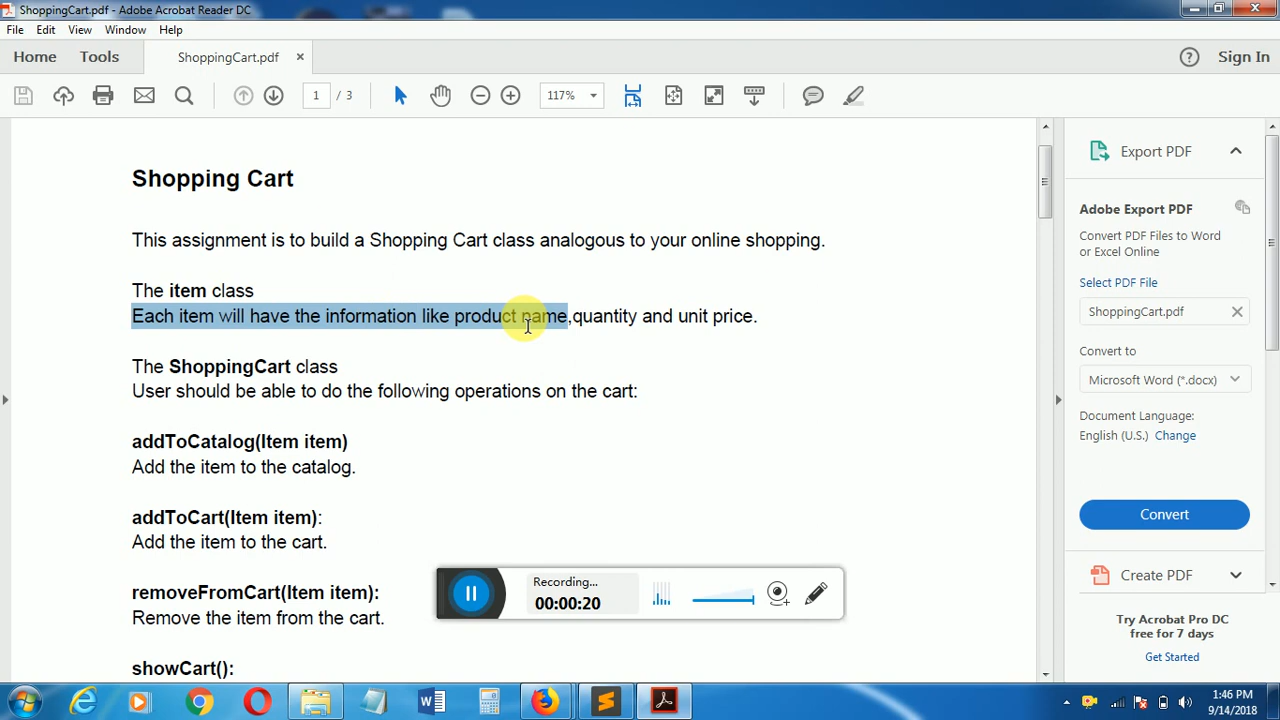 ShoppingCart.pdf - Adobe Acrobat Reader DC
File Edit View Window Help
Home Tools ShoppingCart.pdf × ? Sign In
1 / 3 117%
Shopping Cart
This assignment is to build a Shopping Cart class analogous to your online shopping.
The item class
Each item will have the information like product name,quantity and unit price.
The ShoppingCart class
User should be able to do the following operations on the cart:
addToCatalog(Item item)
Add the item to the catalog.
addToCart(Item item):
Add the item to the cart.
removeFromCart(Item item):
Remove the item from the cart.
showCart():
Export PDF
Adobe Export PDF
Convert PDF Files to Word
or Excel Online
Select PDF File
ShoppingCart.pdf
Convert to
Microsoft Word (*.docx)
Document Language:
English (U.S.) Change
Convert
Create PDF
Try Acrobat Pro DC
free for 7 days
Get Started
Recording...
00:00:20
1:46 PM
9/14/2018